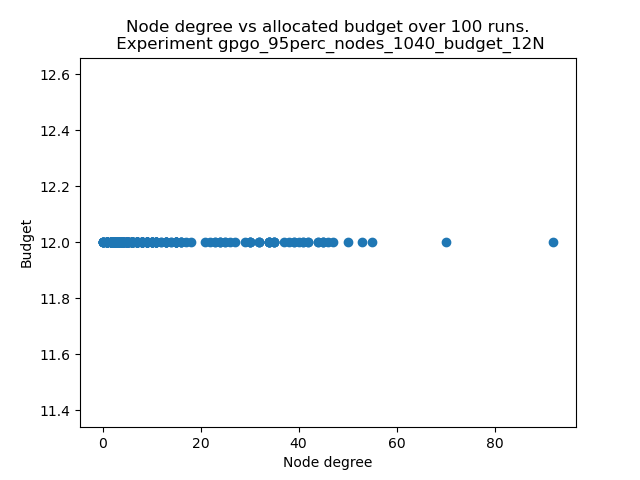 Node degree vs allocated budget over 100 runs.
Experiment gpgo_95perc_nodes_1040_budget_12N
12.6
12.4
12.2
12.0
11.8
11.6
11.4
Budget
0 20 40 60 80
Node degree